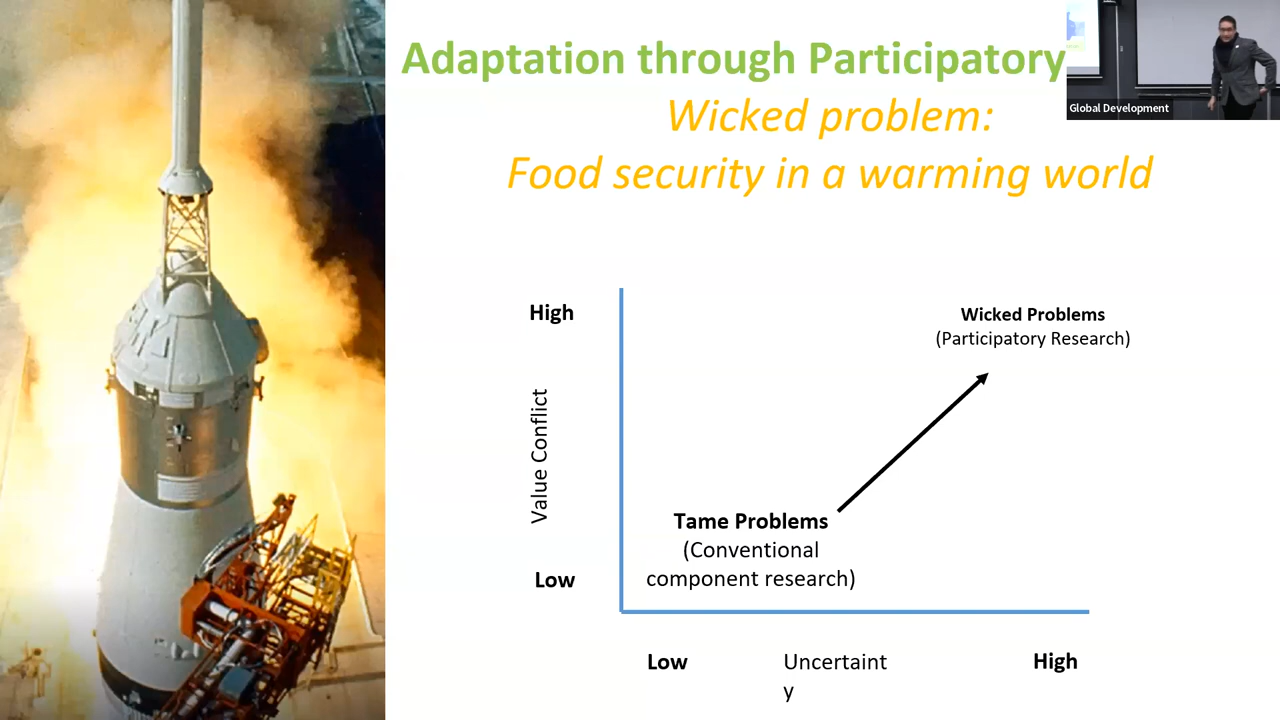 Adaptation through Participatory
Wicked problem:
Food security in a warming world
Global Development
High
Value Conflict
Low
Wicked Problems
(Participatory Research)
Tame Problems
(Conventional
component research)
Low
Uncertaint
y
High